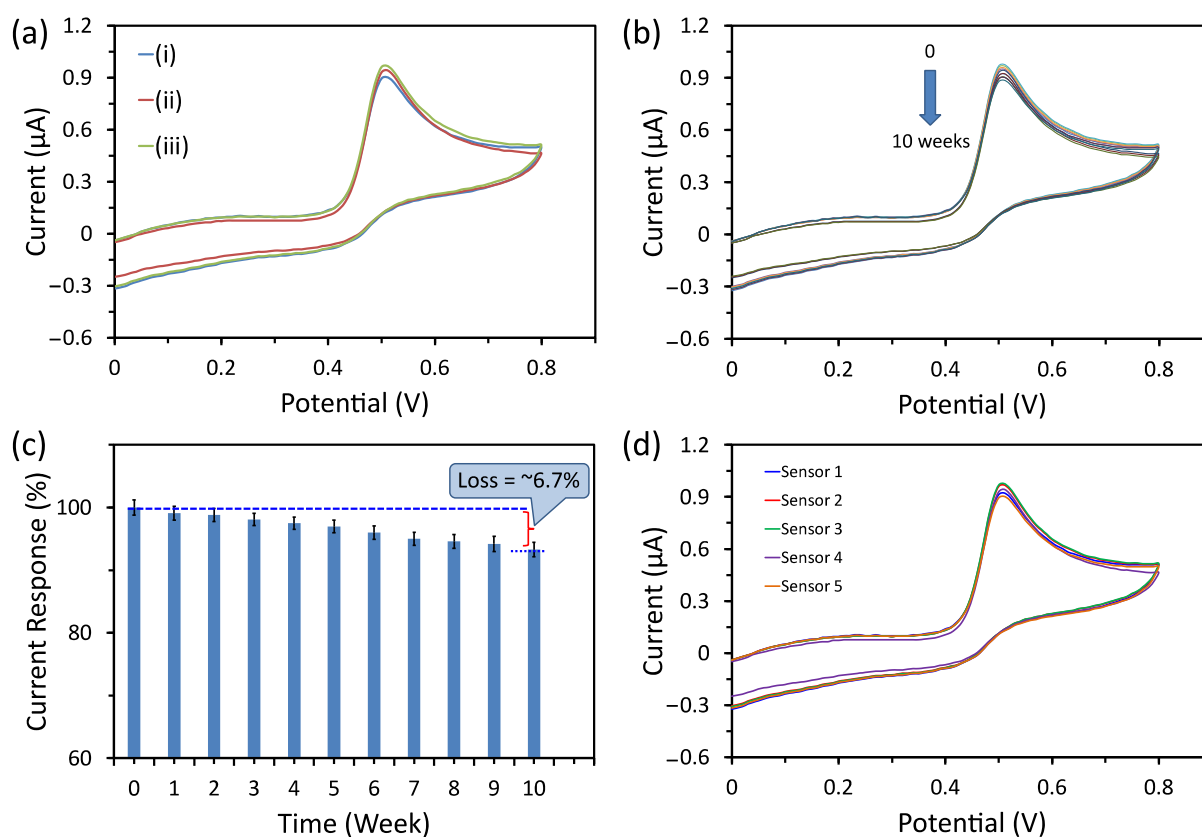 (a)
1.2
0.9
0.6
0.3
0
−0.3
−0.6
Current (μA)
(i)
(ii)
(iii)
0
0.2
0.4
0.6
0.8
Potential (V)
(b)
1.2
0.9
0.6
0.3
0
−0.3
−0.6
Current (μA)
0
10 weeks
0
0.2
0.4
0.6
0.8
Potential (V)
(c)
100
80
60
Current Response (%)
Loss = ~6.7%
0 1 2 3 4 5 6 7 8 9 10
Time (Week)
(d)
1.2
0.9
0.6
0.3
0
−0.3
−0.6
Current (μA)
Sensor 1
Sensor 2
Sensor 3
Sensor 4
Sensor 5
0
0.2
0.4
0.6
0.8
Potential (V)